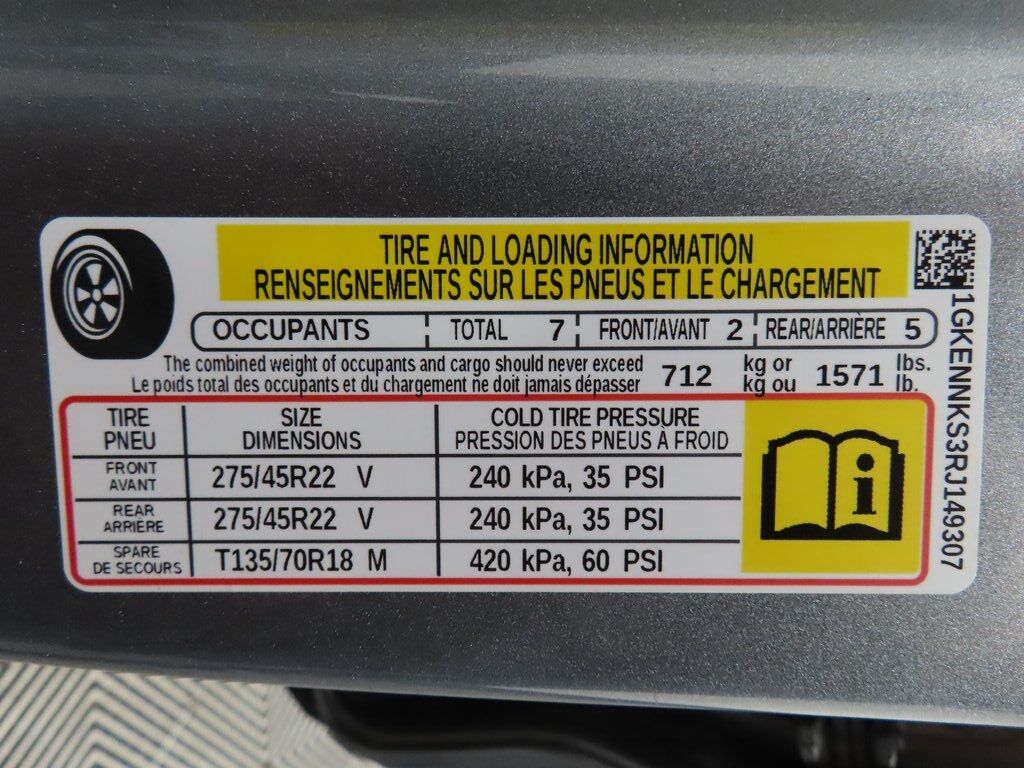 TIRE AND LOADING INFORMATION
RENSEIGNEMENTS SUR LES PNEUS ET LE CHARGEMENT
OCCUPANTS TOTAL 7 FRONT/AVANT 2 REAR/ARRIÈRE 5
The combined weight of occupants and cargo should never exceed 712 kg or 1571 lbs.
Le poids total des occupants et du chargement ne doit jamais dépasser kg ou lb.
TIRE SIZE COLD TIRE PRESSURE
PNEU DIMENSIONS PRESSION DES PNEUS A FROID
FRONT
AVANT 275/45R22 V 240 kPa, 35 PSI
REAR
ARRIÈRE 275/45R22 V 240 kPa, 35 PSI
SPARE
DE SECOURS T135/70R18 M 420 kPa, 60 PSI
i
1GKENNKS3RJ149307